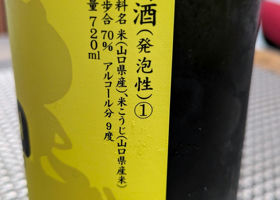 酒(発泡性)①
料名 米(山口県産)、米こうじ(山口県産米)
歩合 70% アルコール分 9度
量 720ml